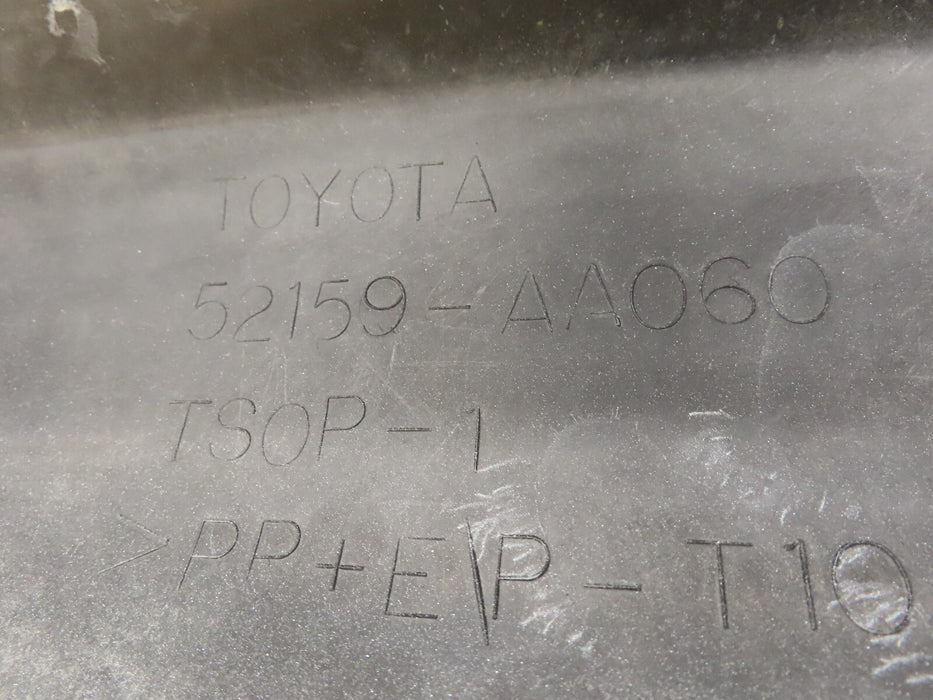 TOYOTA
52159-AA060
TSOP-1
>PP+E/P-T10